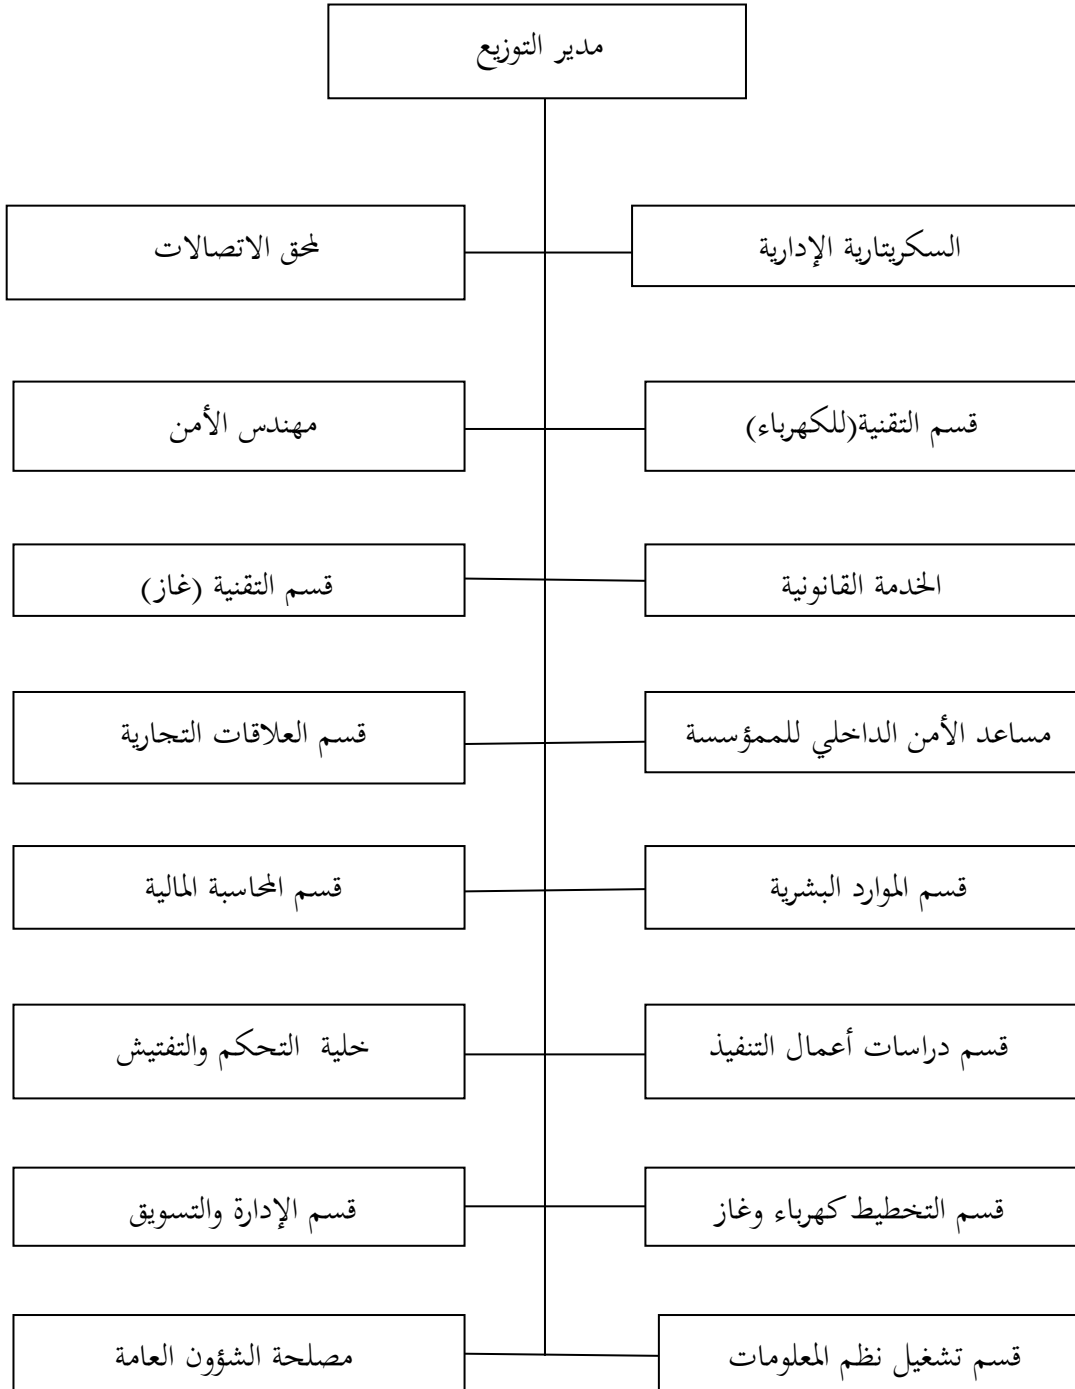 مدير التوزيع
السكريتارية الإدارية
لمحق الاتصالات
قسم التقنية(للكهرباء)
مهندس الأمن
الخدمة القانونية
قسم التقنية (غاز)
مساعد الأمن الداخلي للممؤسسة
قسم العلاقات التجارية
قسم الموارد البشرية
قسم المحاسبة المالية
قسم دراسات أعمال التنفيذ
خلية التحكم والتفتيش
قسم التخطيط كهرباء وغاز
قسم الإدارة والتسويق
قسم تشغيل نظم المعلومات
مصلحة الشؤون العامة